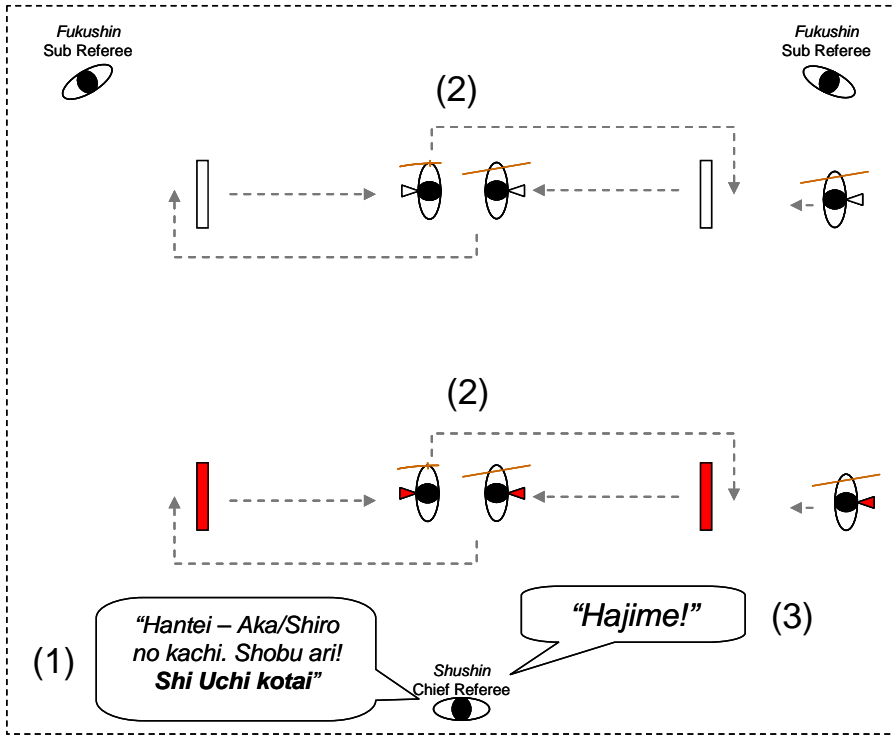 Fukushin
Sub Referee
Fukushin
Sub Referee
(2)
(2)
(1)
“Hantei – Aka/Shiro
no kachi. Shobu ari!
Shi Uchi kotai”
“Hajime!”
(3)
Shushin
Chief Referee